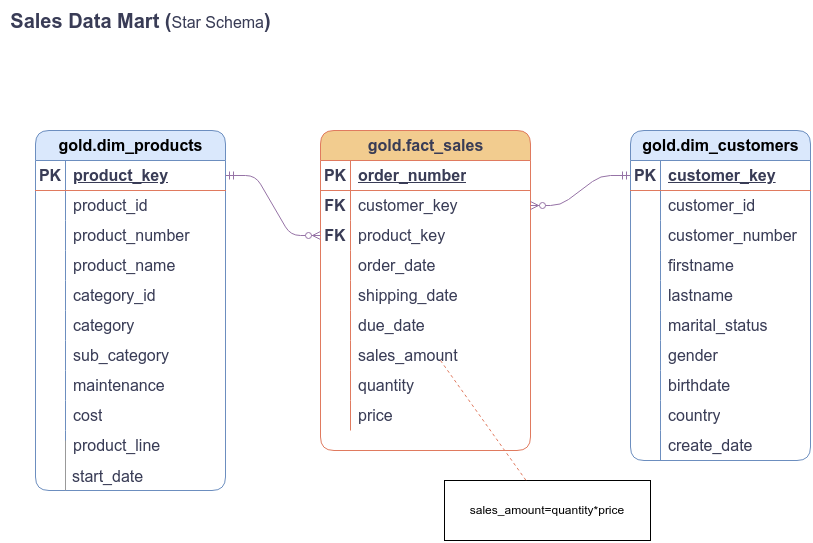 Sales Data Mart (Star Schema)
gold.dim_products
PK product_key
product_id
product_number
product_name
category_id
category
sub_category
maintenance
cost
product_line
start_date
gold.fact_sales
PK order_number
FK customer_key
FK product_key
order_date
shipping_date
due_date
sales_amount
quantity
price
gold.dim_customers
PK customer_key
customer_id
customer_number
firstname
lastname
marital_status
gender
birthdate
country
create_date
sales_amount=quantity*price